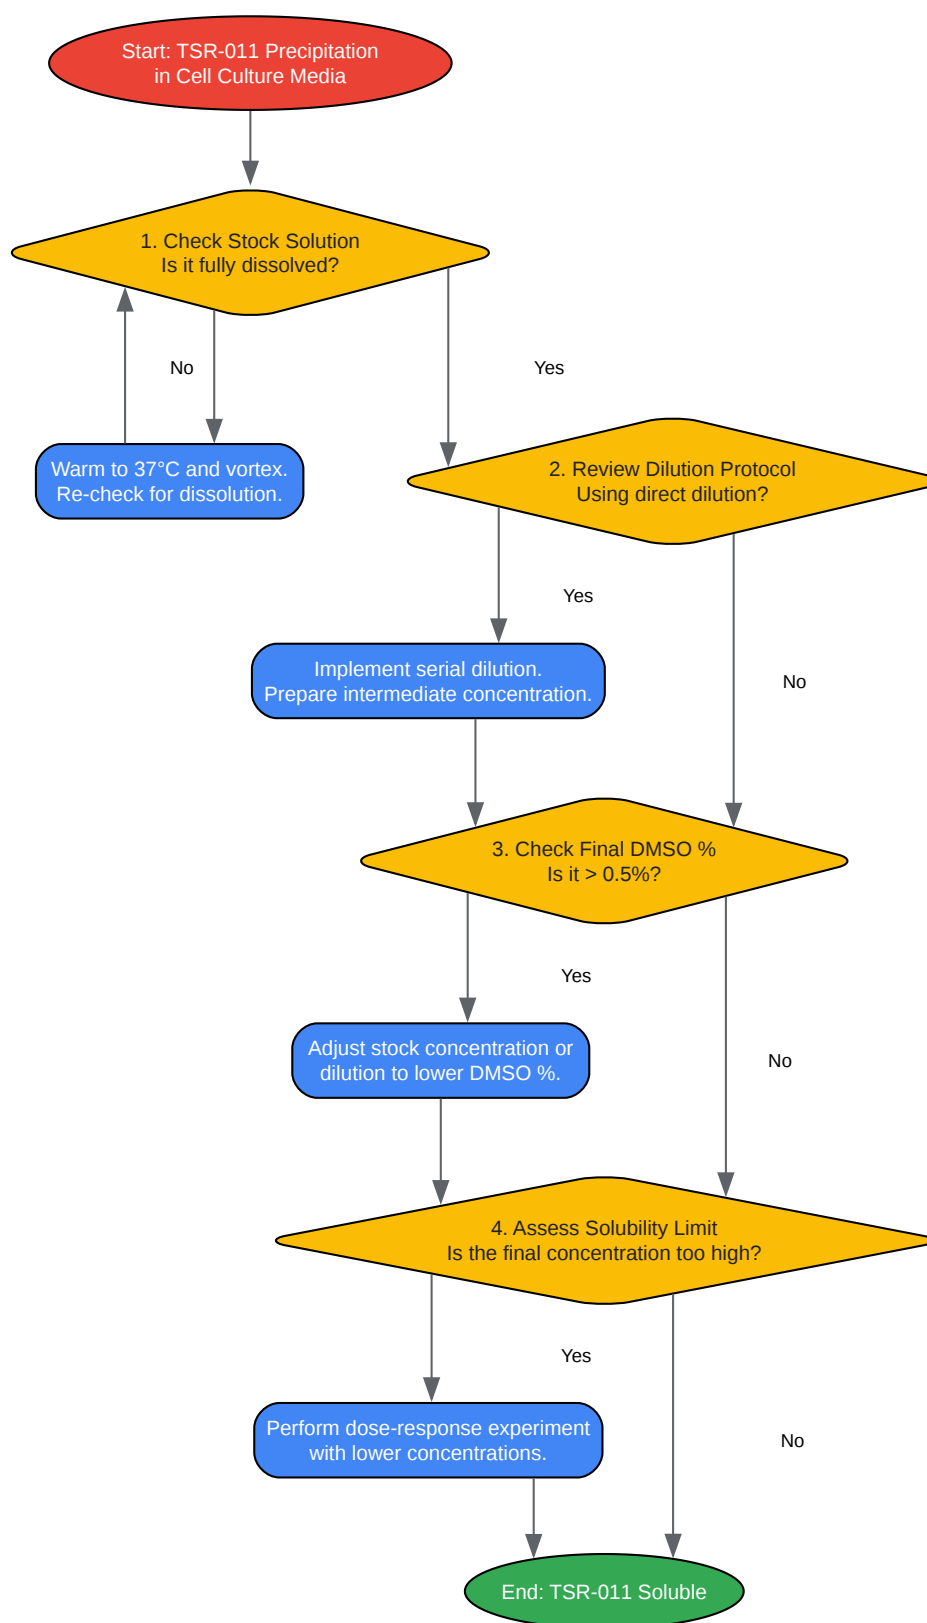 Start: TSR-011 Precipitation
in Cell Culture Media
1. Check Stock Solution
Is it fully dissolved?
No
Yes
Warm to 37°C and vortex.
Re-check for dissolution.
2. Review Dilution Protocol
Using direct dilution?
Yes
Implement serial dilution.
Prepare intermediate concentration.
No
3. Check Final DMSO %
Is it > 0.5%?
Yes
Adjust stock concentration or
dilution to lower DMSO %.
No
4. Assess Solubility Limit
Is the final concentration too high?
Yes
Perform dose-response experiment
with lower concentrations.
No
End: TSR-011 Soluble